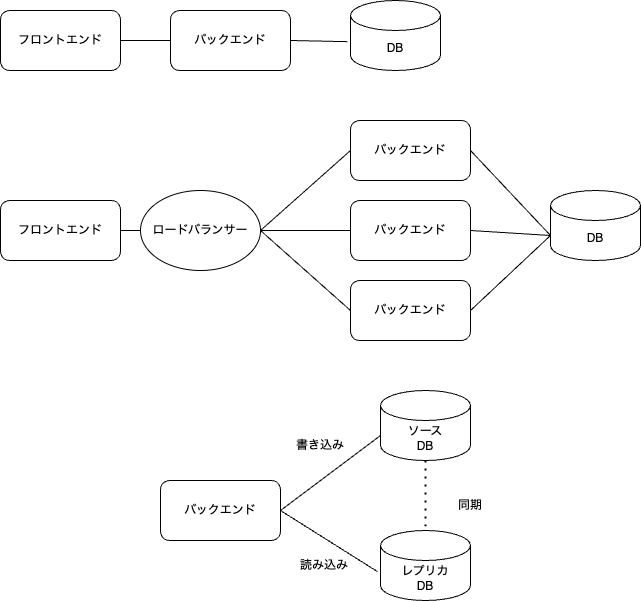 フロントエンド
バックエンド
DB
バックエンド
フロントエンド
ロードバランサー
バックエンド
DB
バックエンド
ソース
DB
書き込み
バックエンド
同期
読み込み
レプリカ
DB